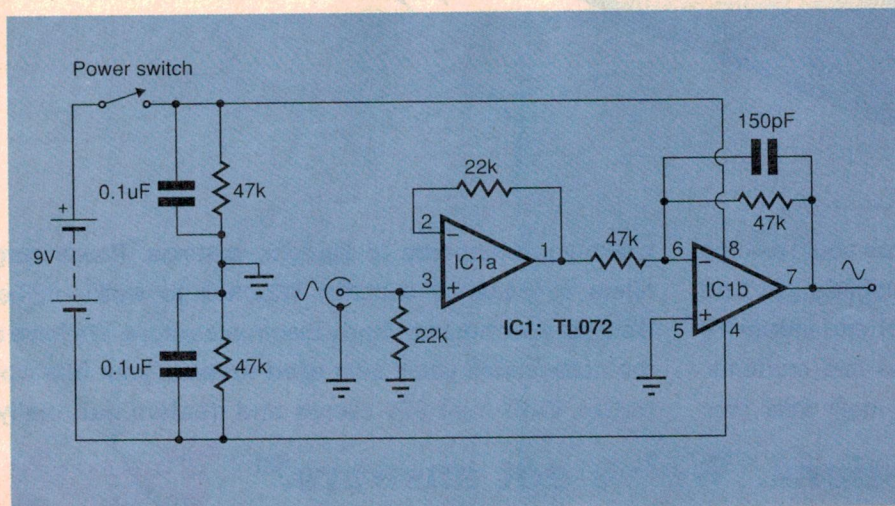 Power switch
0.1uF
47k
+
9V
0.1uF
47k
22k
2
−
IC1a
1
3
+
22k
IC1: TL072
47k
150pF
47k
6
−
8
IC1b
7
5
+
4